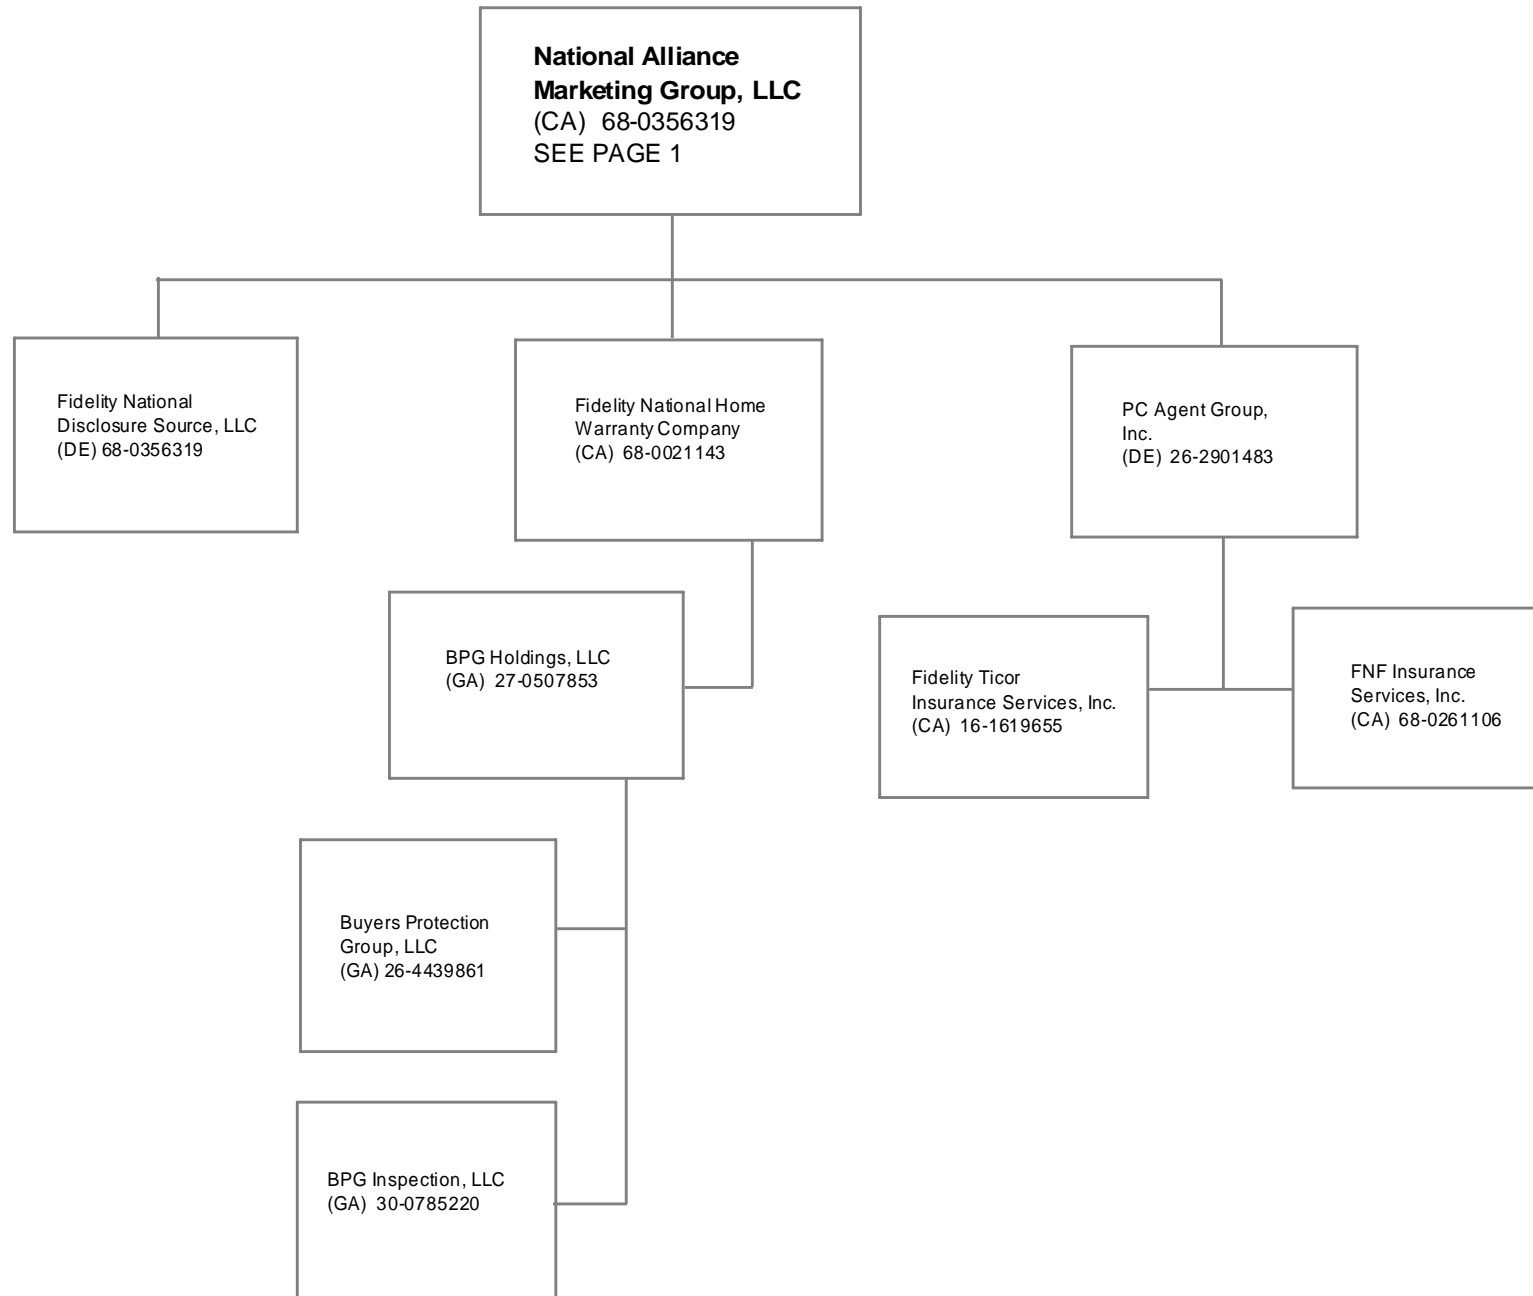 National Alliance
Marketing Group, LLC
(CA) 68-0356319
SEE PAGE 1
Fidelity National
Disclosure Source, LLC
(DE) 68-0356319
Fidelity National Home
Warranty Company
(CA) 68-0021143
PC Agent Group,
Inc.
(DE) 26-2901483
BPG Holdings, LLC
(GA) 27-0507853
Fidelity Ticor
Insurance Services, Inc.
(CA) 16-1619655
FNF Insurance
Services, Inc.
(CA) 68-0261106
Buyers Protection
Group, LLC
(GA) 26-4439861
BPG Inspection, LLC
(GA) 30-0785220